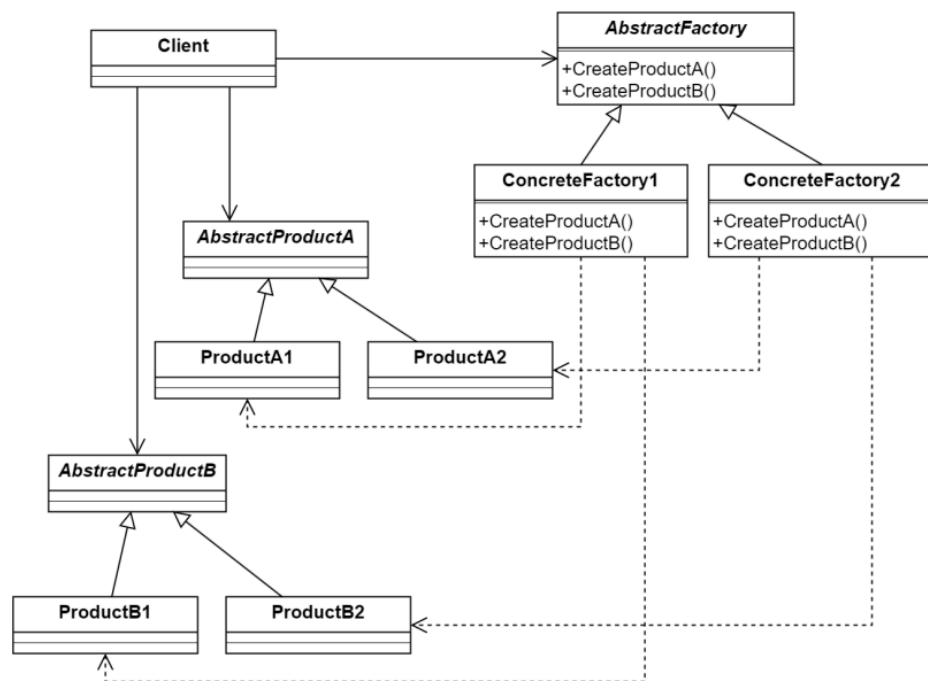 AbstractFactory
Client
+CreateProductA()
+CreateProductB()
ConcreteFactory1
ConcreteFactory2
+CreateProductA()
+CreateProductB()
+CreateProductA()
+CreateProductB()
AbstractProductA
ProductA1
ProductA2
AbstractProductB
ProductB1
ProductB2